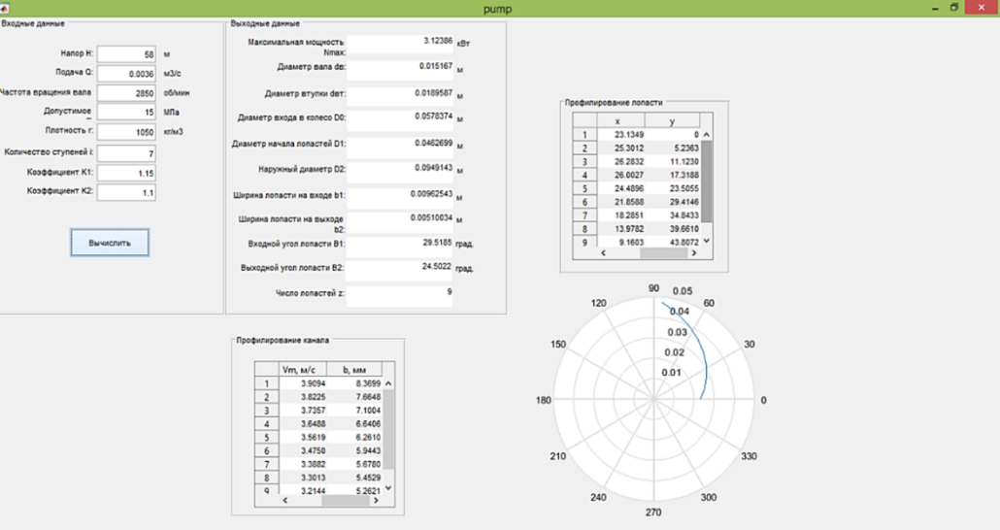 pump
Входные данные
Напор H: 58 м
Подача Q: 0.0036 м3/с
Частота вращения вала 2850 об/мин
Допустимое 15 МПа
Плотность r: 1050 кг/м3
Количество ступеней i: 7
Коэффициент K1: 1.15
Коэффициент K2: 1.1
Вычислить
Выходные данные
Максимальная мощность
Nmax: 3.12386 кВт
Диаметр вала dв: 0.015167 м
Диаметр втулки dвт: 0.0189587 м
Диаметр входа в колесо D0: 0.0578374 м
Диаметр начала лопастей D1: 0.0462699 м
Наружный диаметр D2: 0.0949143 м
Ширина лопасти на входе b1: 0.00962543 м
Ширина лопасти на выходе
b2: 0.00510034 м
Входной угол лопасти B1: 29.5185 град.
Выходной угол лопасти B2: 24.5022 град.
Число лопастей z: 9
Профилирование канала
Vm, м/с b, мм
1 3.9094 8.3699
2 3.8225 7.6648
3 3.7357 7.1004
4 3.6488 6.6406
5 3.5619 6.2610
6 3.4750 5.9443
7 3.3882 5.6780
8 3.3013 5.4529
9 3.2144 5.2621
Профилирование лопасти
x y
1 23.1349 0
2 25.3012 5.2363
3 26.2832 11.1230
4 26.0027 17.3188
5 24.4896 23.5055
6 21.8588 29.4146
7 18.2851 34.8433
8 13.9782 39.6610
9 9.1603 43.8072
90 0.05
120 60
0.04
0.03
150 30
0.02
0.01
180 0
210 330
240 300
270